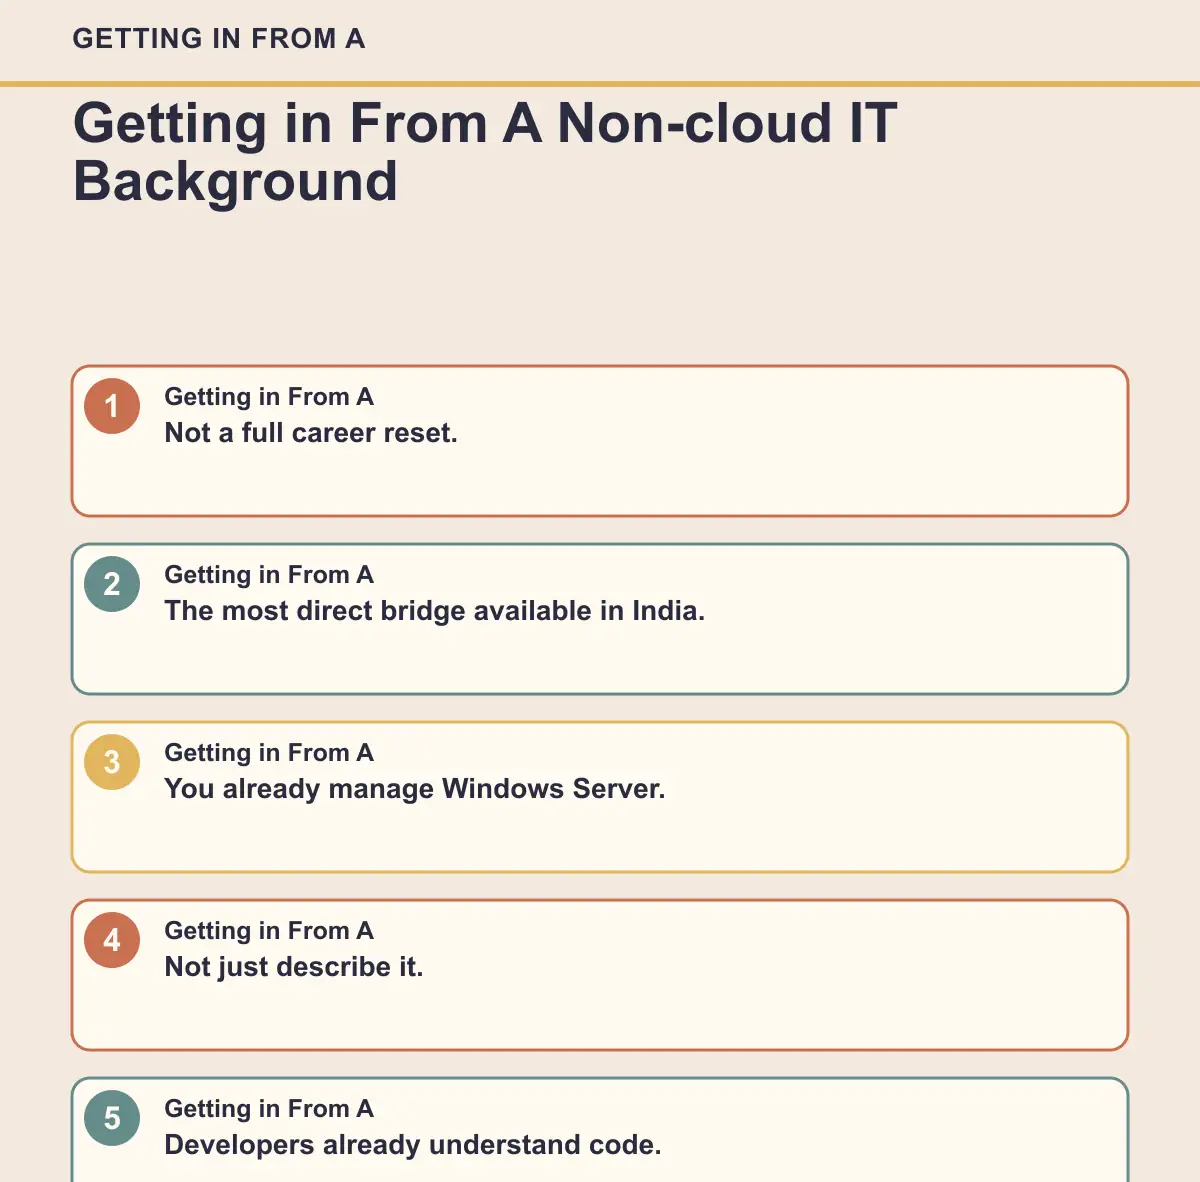 GETTING IN FROM A
Getting in From A Non-cloud IT
Background
1
Getting in From A
Not a full career reset.
2
Getting in From A
The most direct bridge available in India.
3
Getting in From A
You already manage Windows Server.
4
Getting in From A
Not just describe it.
5
Getting in From A
Developers already understand code.